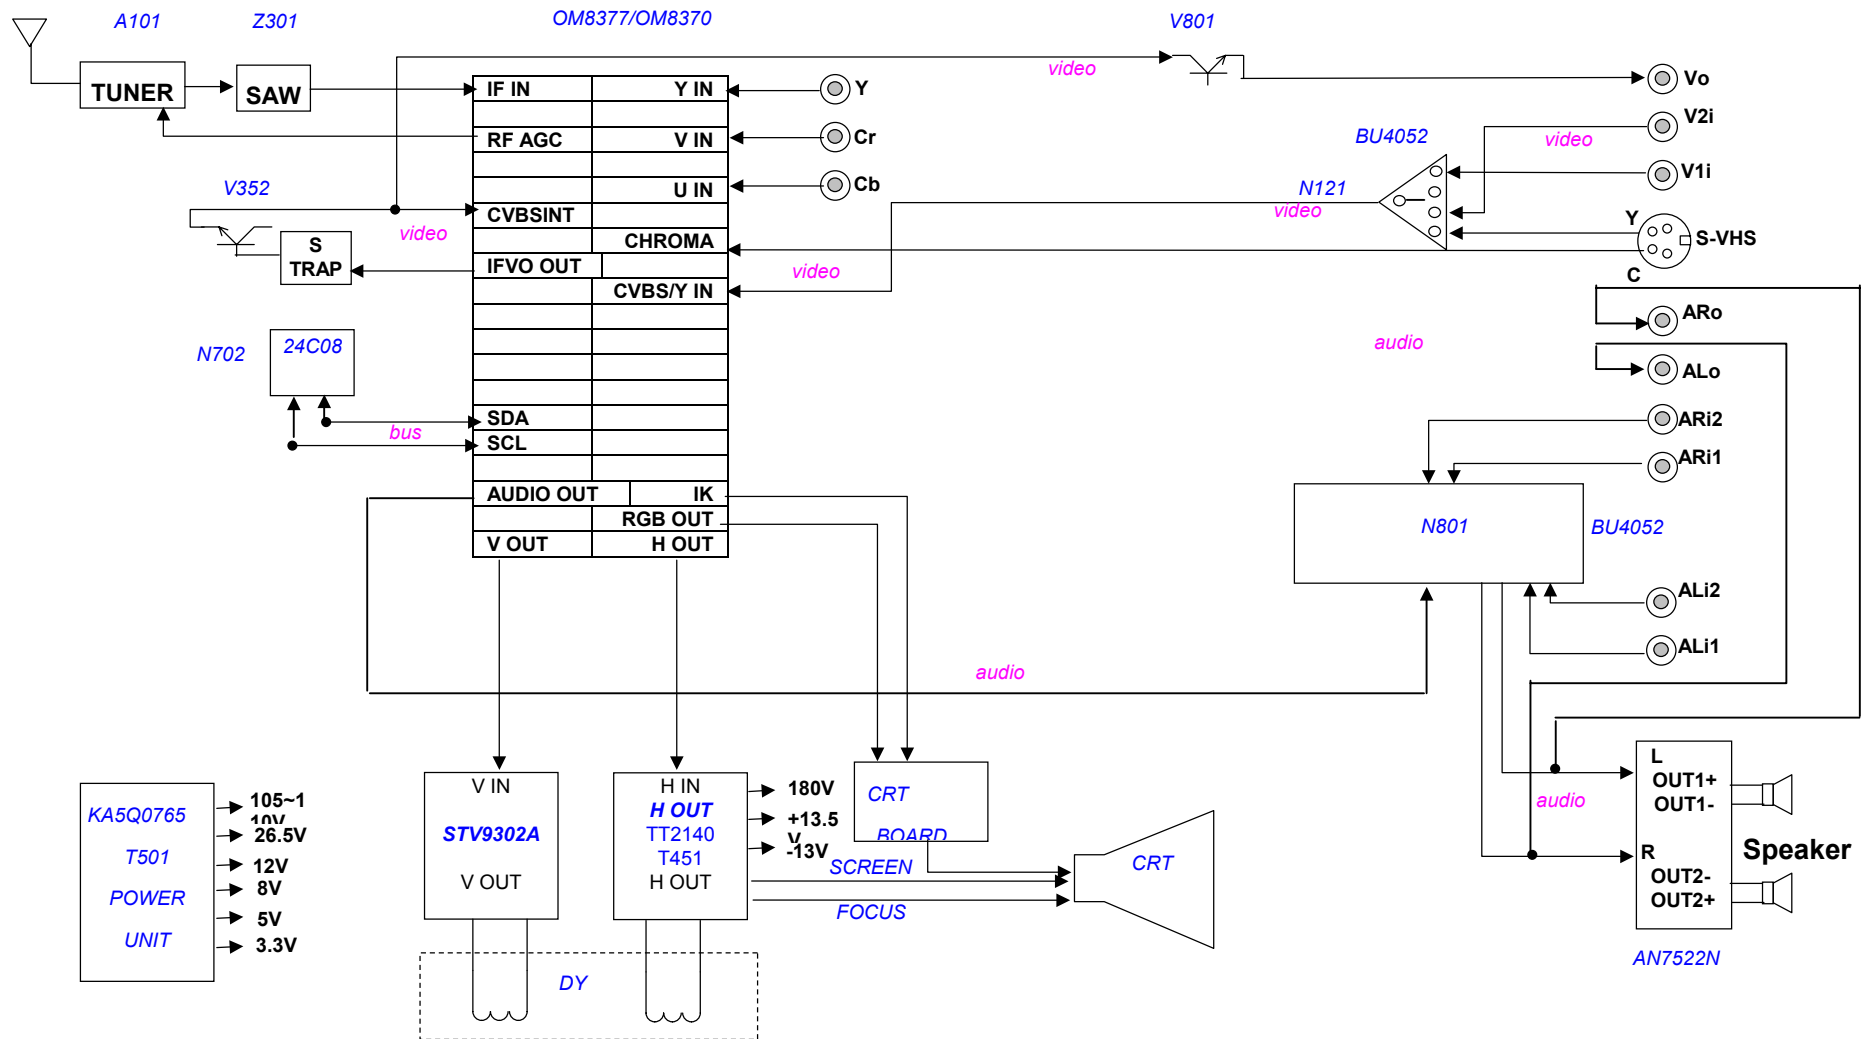 A101
Z301
OM8377/OM8370
V801
TUNER
SAW
IF IN
Y IN
Y
video
Vo
V2i
RF AGC
V IN
Cr
BU4052
video
V352
U IN
Cb
N121
V1i
CVBSINT
video
video
Y
S-VHS
S
TRAP
CHROMA
IFVO OUT
video
C
CVBS/Y IN
ARo
N702
24C08
audio
ALo
SDA
ARi2
bus
SCL
ARi1
AUDIO OUT
IK
RGB OUT
N801
BU4052
V OUT
H OUT
ALi2
ALi1
audio
KA5Q0765
T501
POWER
UNIT
105~1
10V
26.5V
12V
8V
5V
3.3V
V IN
STV9302A
V OUT
H IN
H OUT
TT2140
T451
H OUT
180V
+13.5
V
-13V
CRT
BOARD
SCREEN
FOCUS
CRT
DY
audio
L
OUT1+
OUT1-
R
OUT2-
OUT2+
Speaker
AN7522N